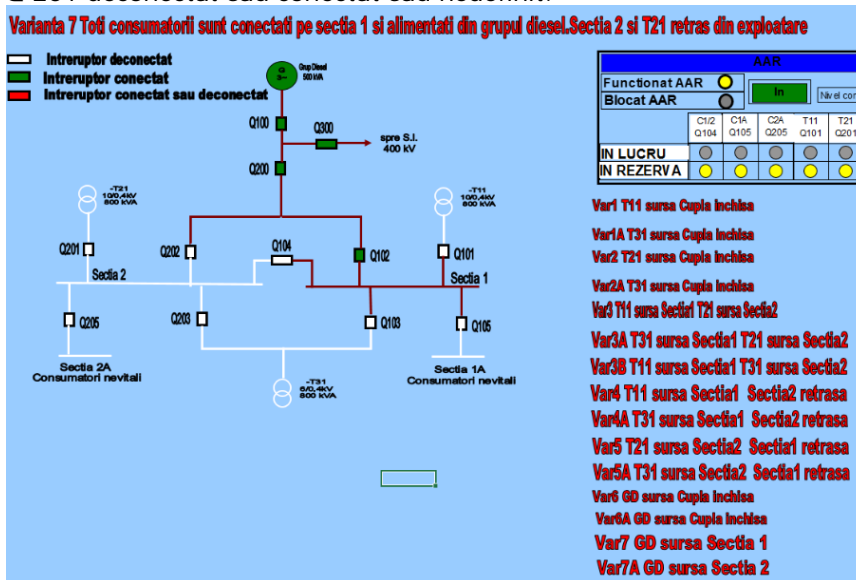 Varianta 7 Toti consumatorii sunt conectati pe sectia 1 si alimentati din grupul diesel.Sectia 2 si T21 retras din exploatare
Intreruptor deconectat
Intreruptor conectat
Intreruptor conectat sau deconectat
G
3~
Grup Diesel
500 kVA
Q100
Q300
spre S.I.
400 kV
Q200
-T21
10/0,4kV
800 kVA
-T11
10/0,4kV
800 kVA
Q201
Q202
Q104
Q102
Q101
Sectia 2
Sectia 1
Q205
Q203
Q103
Q105
Sectia 2A
Consumatori nevitali
Sectia 1A
Consumatori nevitali
-T31
6/0,4kV
800 kVA
AAR
Functionat AAR
Blocat AAR
In
Nivel con
C1/2 C1A C2A T11 T21
Q104 Q105 Q205 Q101 Q201
IN LUCRU
IN REZERVA
Var1 T11 sursa Cupla inchisa
Var1A T31 sursa Cupla inchisa
Var2 T21 sursa Cupla inchisa
Var2A T31 sursa Cupla inchisa
Var3 T11 sursa Sectia1 T21 sursa Sectia2
Var3A T31 sursa Sectia1 T21 sursa Sectia2
Var3B T11 sursa Sectia1 T31 sursa Sectia2
Var4 T11 sursa Sectia1 Sectia2 retrasa
Var4A T31 sursa Sectia1 Sectia2 retrasa
Var5 T21 sursa Sectia2 Sectia1 retrasa
Var5A T31 sursa Sectia2 Sectia1 retrasa
Var6 GD sursa Cupla inchisa
Var6A GD sursa Cupla inchisa
Var7 GD sursa Sectia 1
Var7A GD sursa Sectia 2